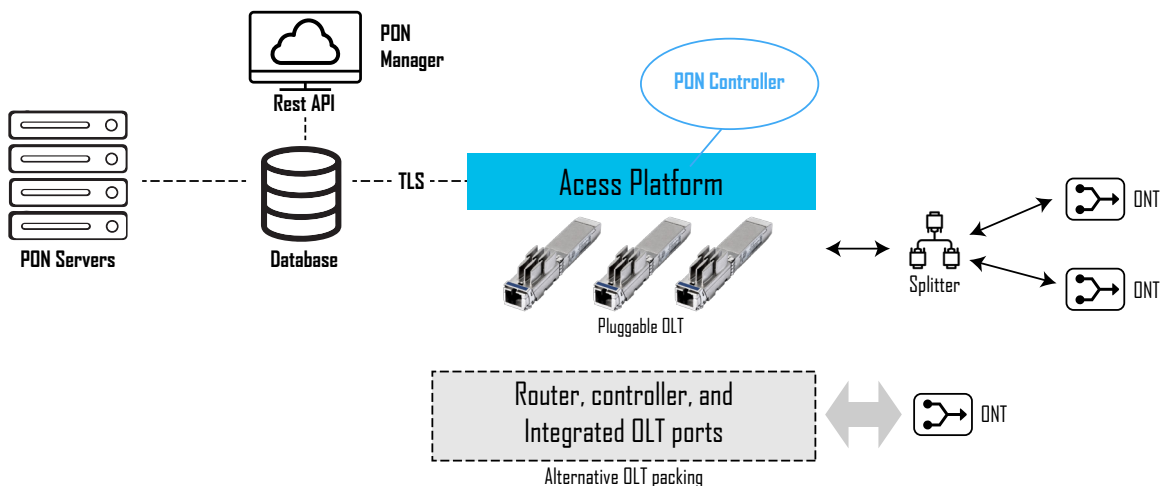 PON
Manager
PON Controller
Rest API
TLS
Acess Platform
ONT
PON Servers
Database
Splitter
ONT
Pluggable OLT
Router, controller, and
Integrated OLT ports
ONT
Alternative OLT packing